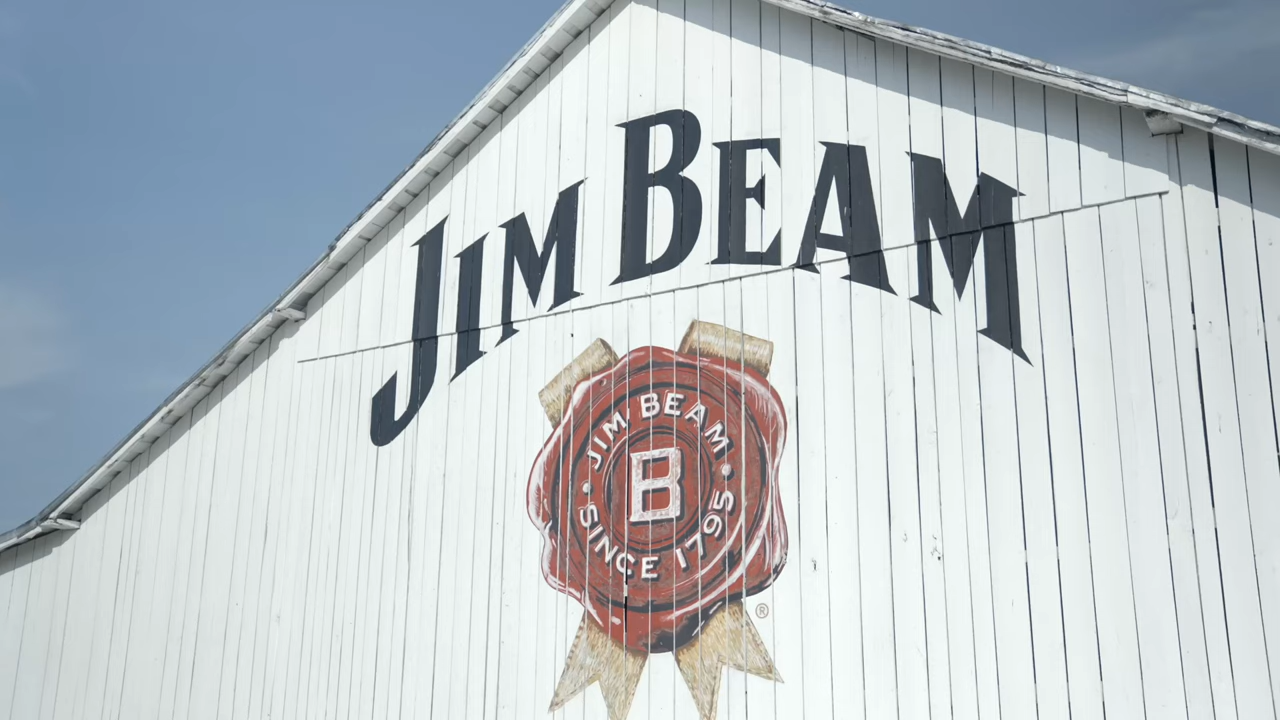 JIM BEAM
JIM BEAM
B
• SINCE 1795 •
®